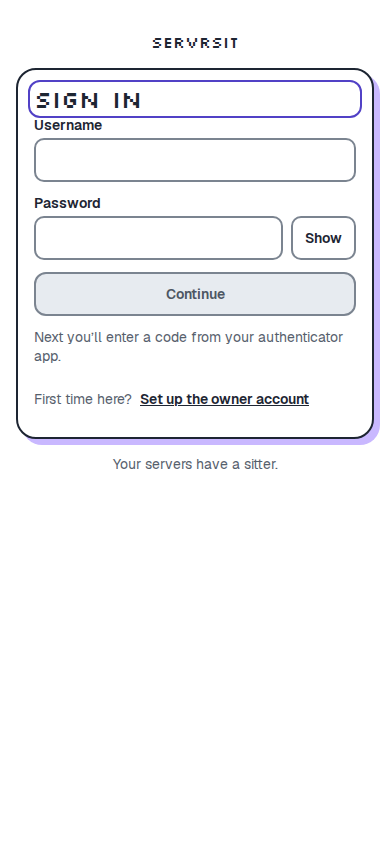 SERVRSIT
SIGN IN
Username
Password
Show
Continue
Next you'll enter a code from your authenticator
app.
First time here? Set up the owner account
Your servers have a sitter.